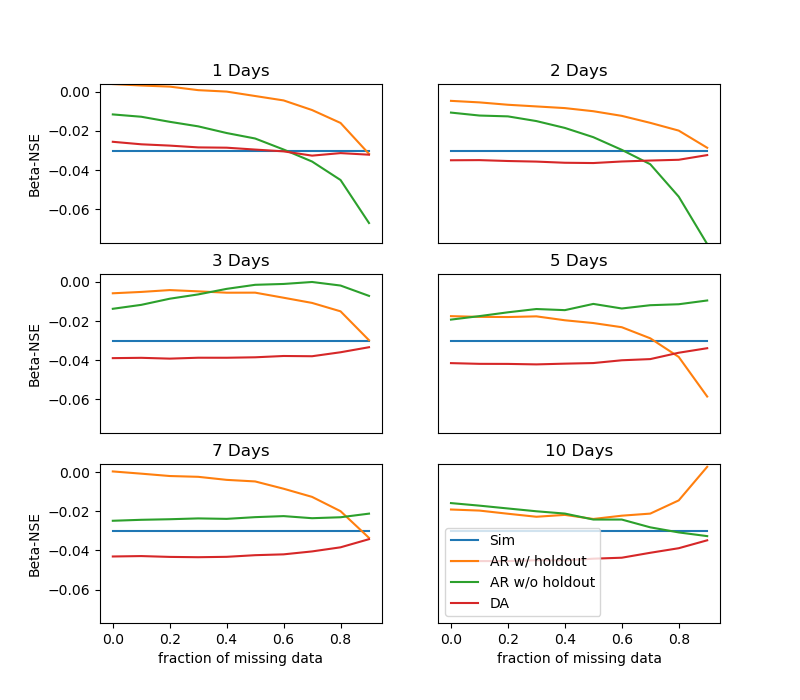 1 Days
2 Days
0.00
−0.02
−0.04
−0.06
Beta-NSE
3 Days
5 Days
0.00
−0.02
−0.04
−0.06
Beta-NSE
7 Days
10 Days
0.00
−0.02
−0.04
−0.06
Beta-NSE
Sim
AR w/ holdout
AR w/o holdout
DA
0.0 0.2 0.4 0.6 0.8
fraction of missing data
0.0 0.2 0.4 0.6 0.8
fraction of missing data